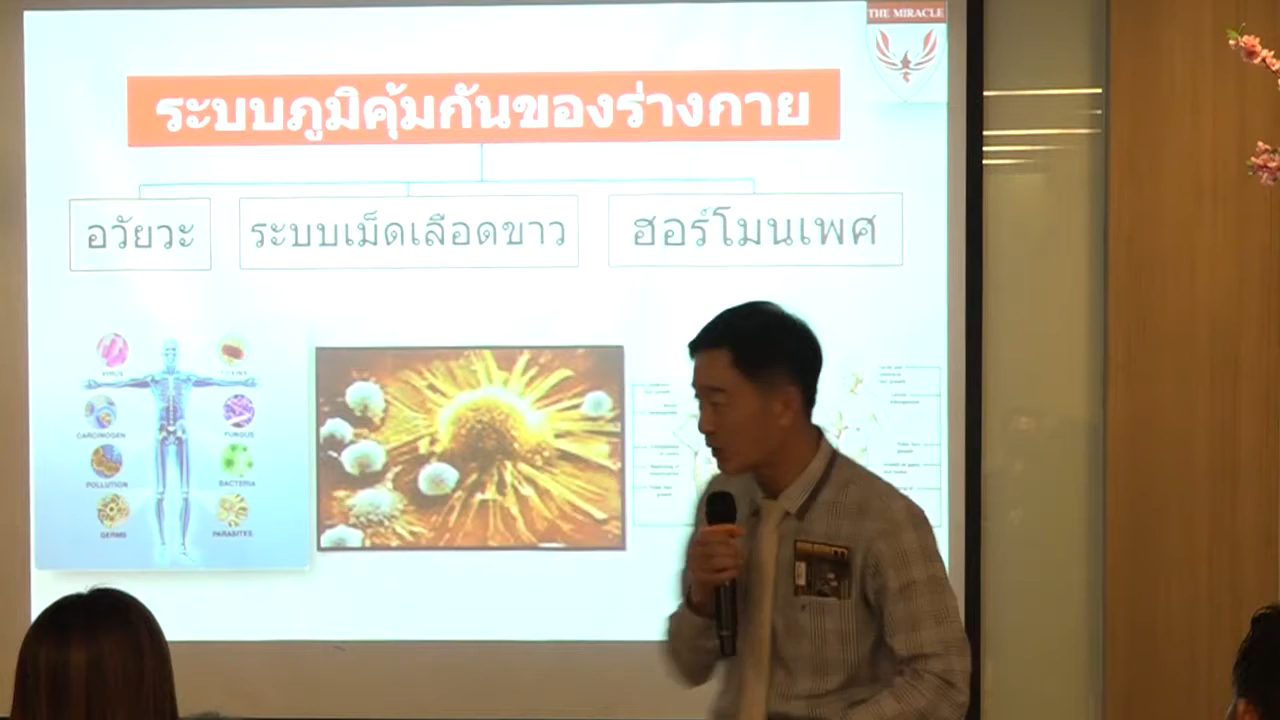 THE MIRACLE
ระบบภูมิคุ้มกันของร่างกาย
อวัยวะ
ระบบเม็ดเลือดขาว
ฮอร์โมนเพศ
VIRUS
TOXINS
CARCINOGEN
FUNGUS
POLLUTION
BACTERIA
GERMS
PARASITES